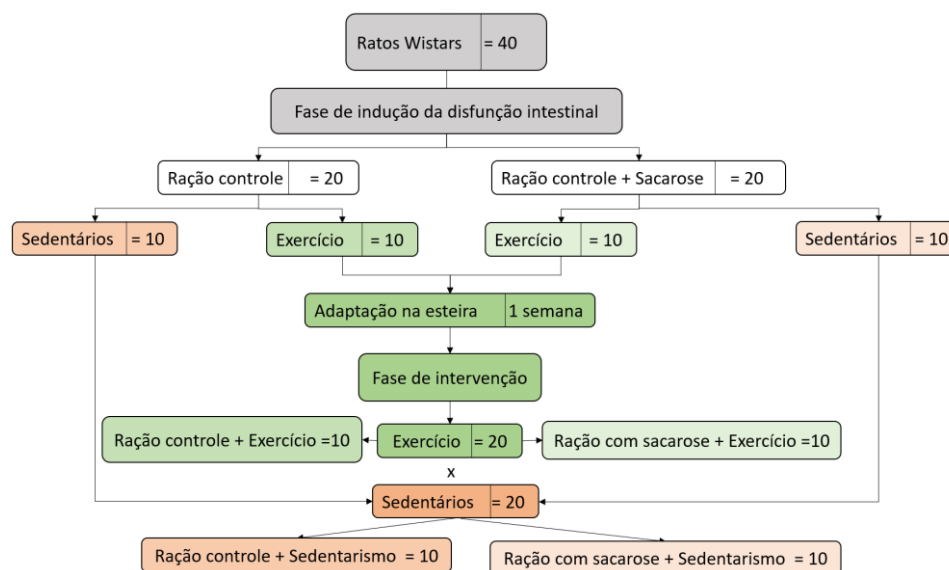 Ratos Wistars = 40
Fase de indução da disfunção intestinal
Ração controle = 20
Ração controle + Sacarose = 20
Sedentários = 10
Exercício = 10
Exercício = 10
Sedentários = 10
Adaptação na esteira 1 semana
Fase de intervenção
Ração controle + Exercício =10
Exercício = 20
Ração com sacarose + Exercício =10
x
Sedentários = 20
Ração controle + Sedentarismo = 10
Ração com sacarose + Sedentarismo = 10